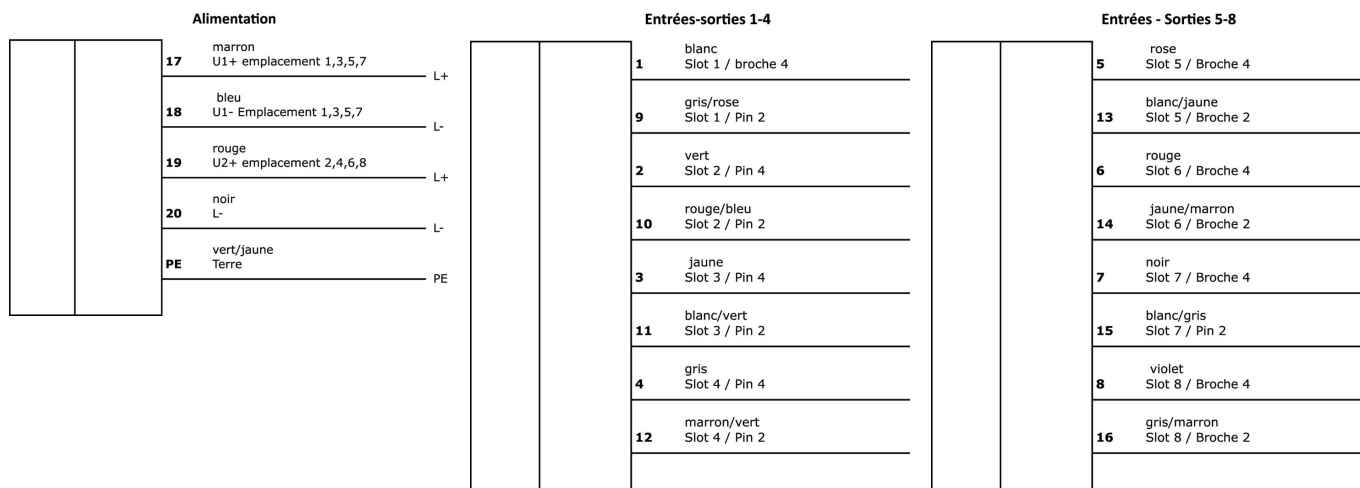 Alimentation
17
marron
U1+ emplacement 1,3,5,7
L+
18
bleu
U1- Emplacement 1,3,5,7
L-
19
rouge
U2+ emplacement 2,4,6,8
L+
20
noir
L-
L-
PE
vert/jaune
Terre
PE
Entrées-sorties 1-4
1
blanc
Slot 1 / broche 4
9
gris/rose
Slot 1 / Pin 2
2
vert
Slot 2 / Pin 4
10
rouge/bleu
Slot 2 / Pin 2
3
jaune
Slot 3 / Pin 4
11
blanc/vert
Slot 3 / Pin 2
4
gris
Slot 4 / Pin 4
12
marron/vert
Slot 4 / Pin 2
Entrées - Sorties 5-8
5
rose
Slot 5 / Broche 4
13
blanc/jaune
Slot 5 / Broche 2
6
rouge
Slot 6 / Broche 4
14
jaune/marron
Slot 6 / Broche 2
7
noir
Slot 7 / Broche 4
15
blanc/gris
Slot 7 / Pin 2
8
violet
Slot 8 / Broche 4
16
gris/marron
Slot 8 / Broche 2